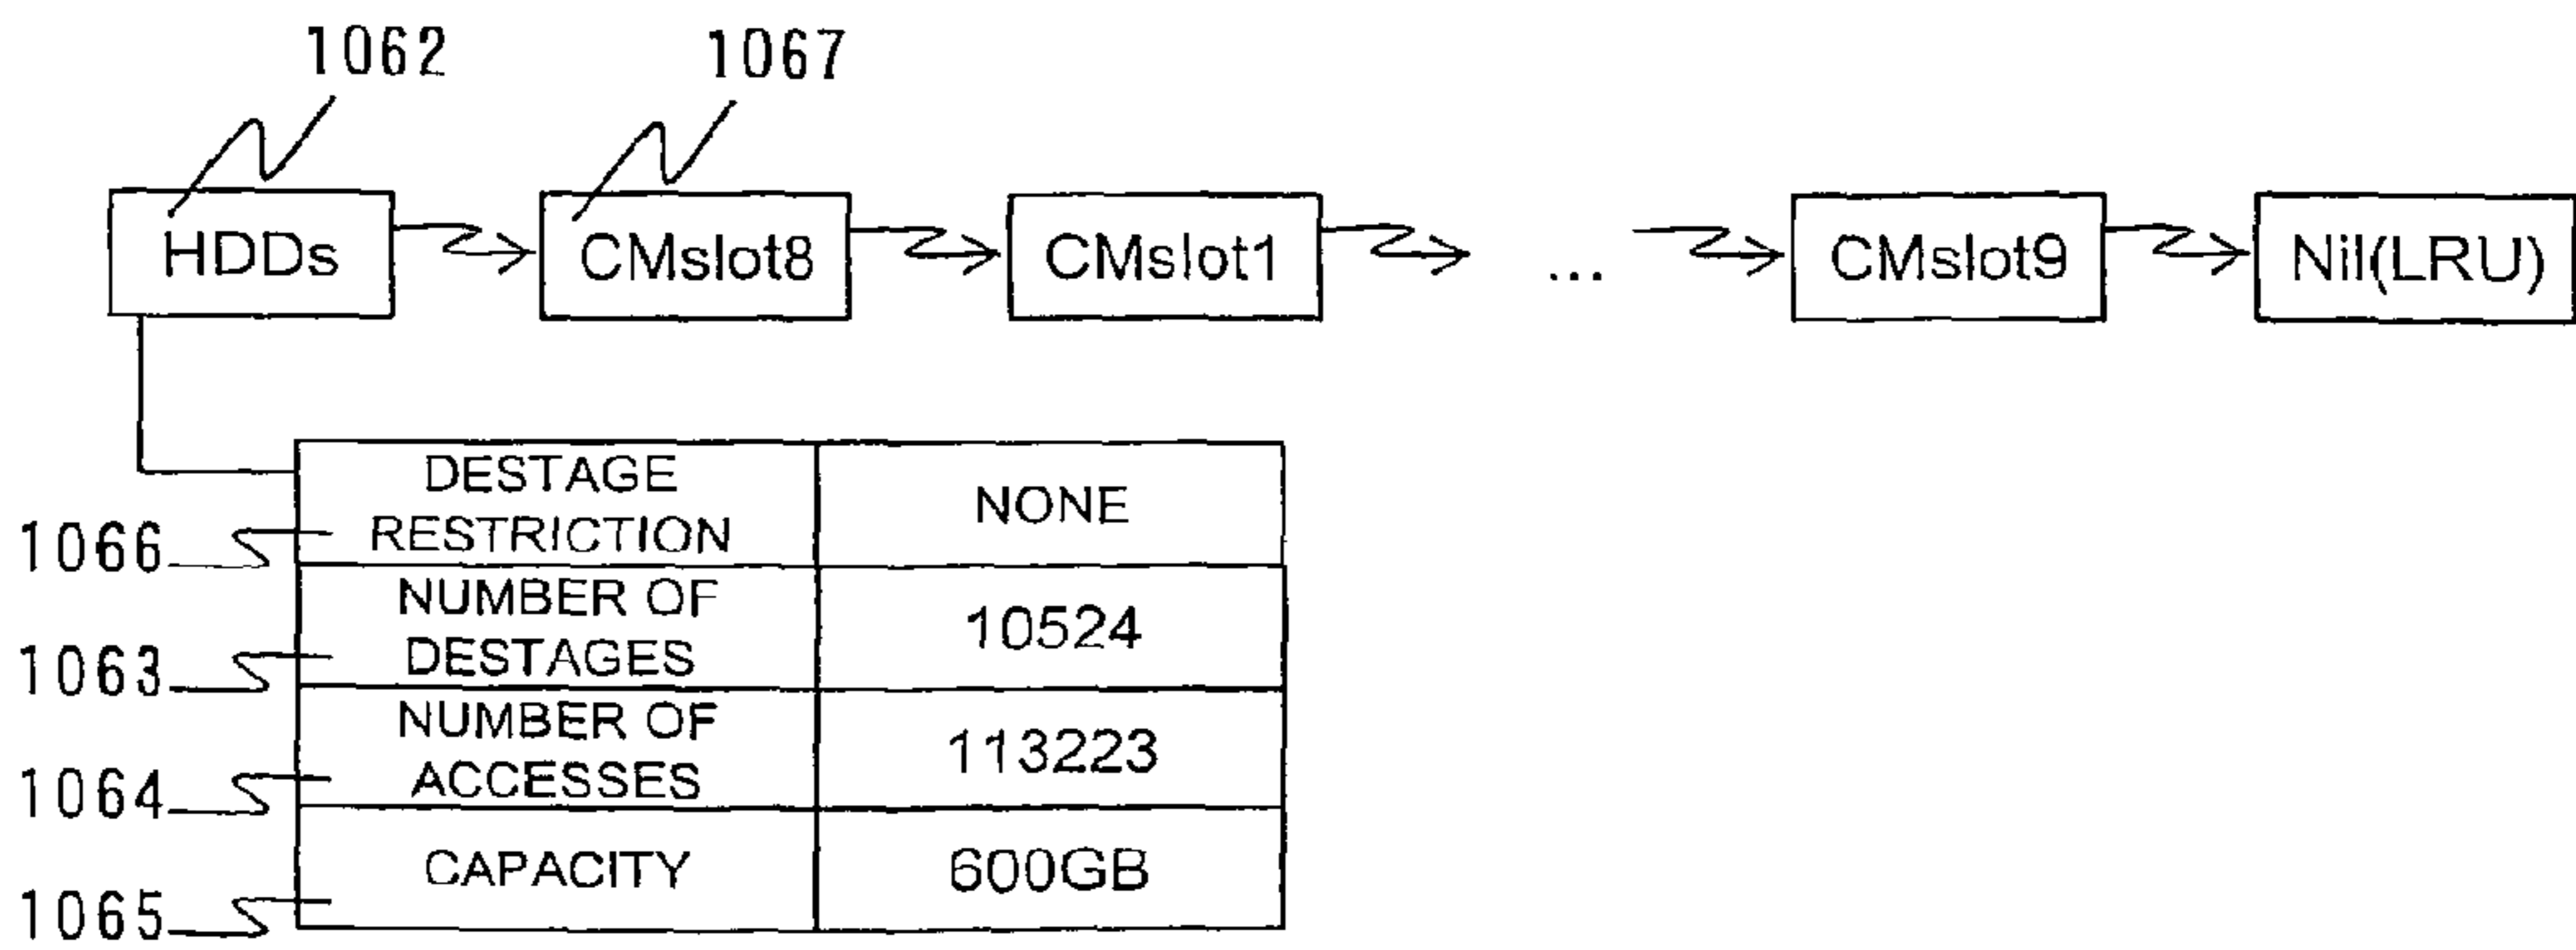 1062
1067
HDDs
CMslot8
CMslot1
...
CMslot9
Nil(LRU)
DESTAGE
RESTRICTION
NONE
1066
NUMBER OF
DESTAGES
10524
1063
NUMBER OF
ACCESSES
113223
1064
CAPACITY
600GB
1065